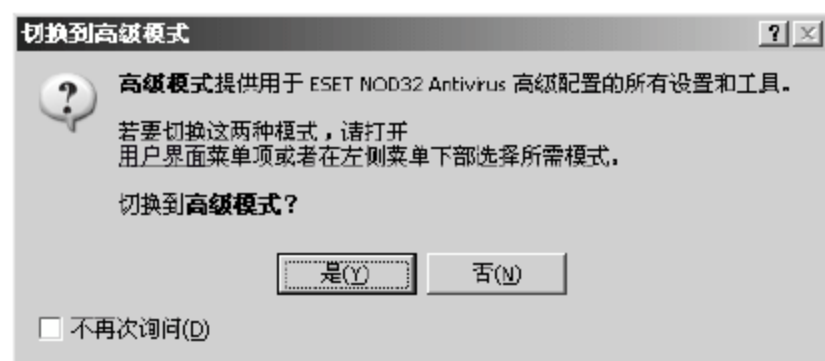 切换到高级模式
高级模式提供用于 ESET NOD32 Antivirus 高级配置的所有设置和工具。
若要切换这两种模式，请打开
用户界面菜单项或者在左侧菜单下部选择所需模式。
切换到高级模式？
是(Y)
否(N)
不再次询问(D)